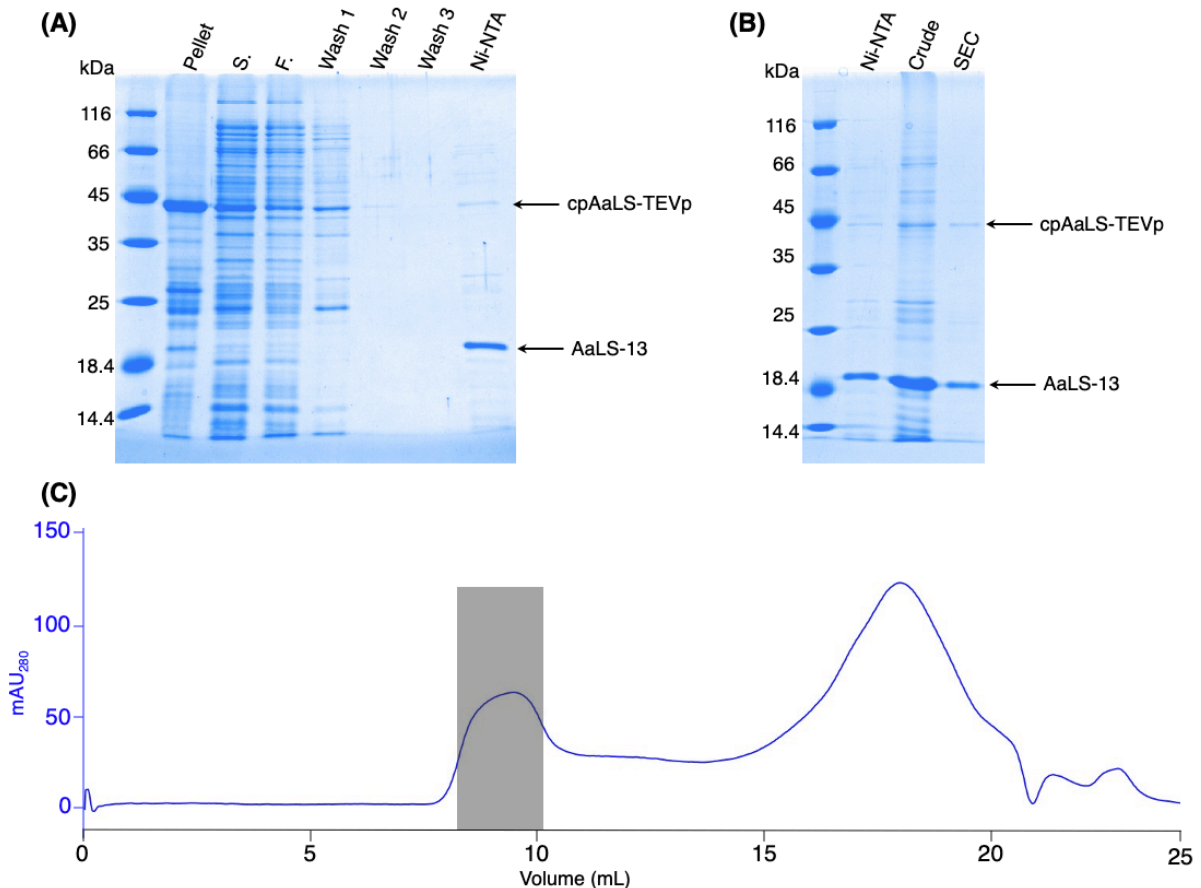 (A)
Pellet
S.
F.
Wash 1
Wash 2
Wash 3
Ni-NTA
kDa
116
66
45
35
25
18.4
14.4
cpAaLS-TEVp
AaLS-13
(B)
Ni-NTA
Crude
SEC
kDa
116
66
45
35
25
18.4
14.4
cpAaLS-TEVp
AaLS-13
(C)
150
100
50
0
mAU280
0 5 10 15 20 25
Volume (mL)